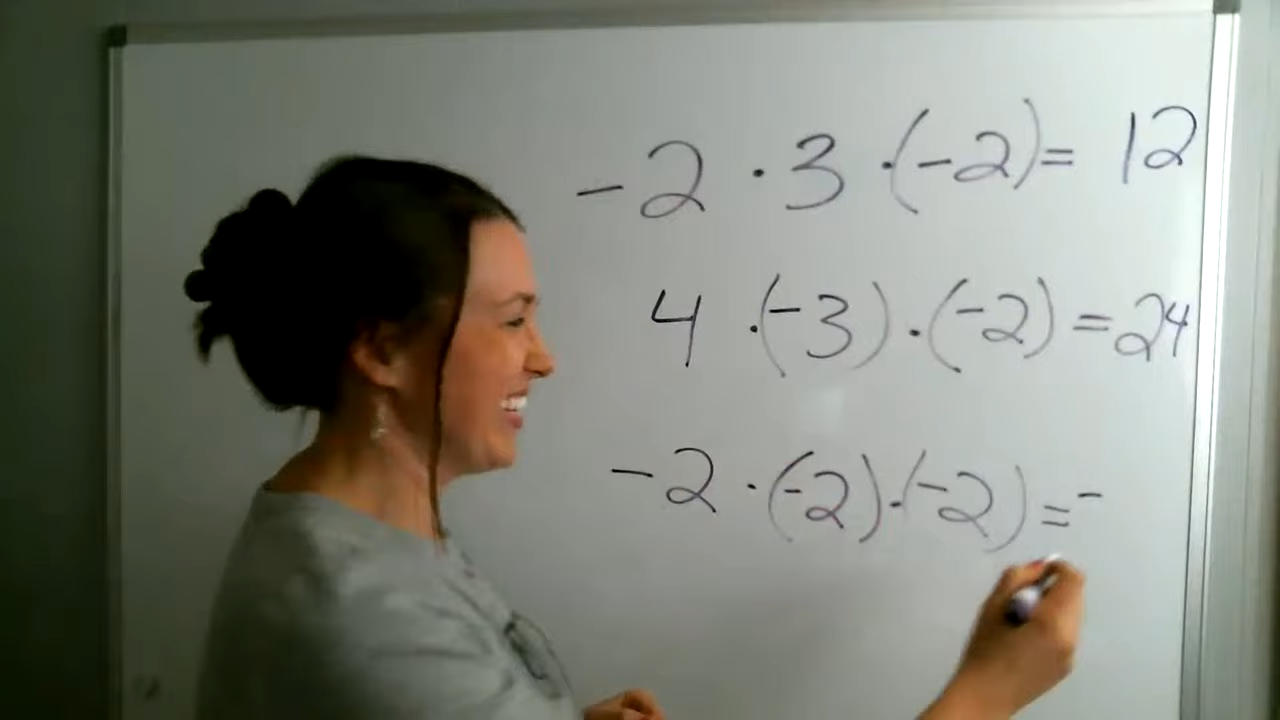 -2 · 3 · (-2) = 12
4 · (-3) · (-2) = 24
-2 · (-2) · (-2) = -